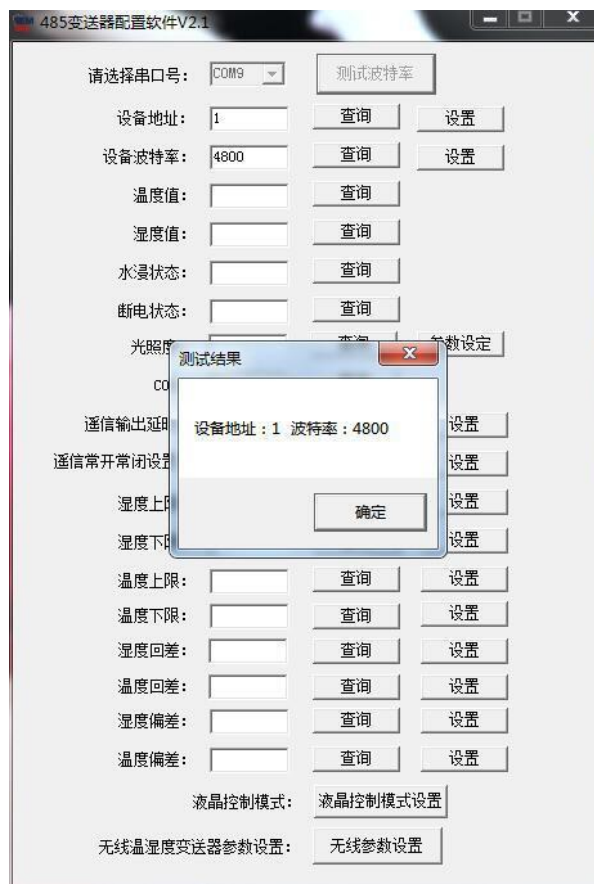 485变送器配置软件V2.1
请选择串口号: COM9 测试波特率
设备地址: 1 查询 设置
设备波特率: 4800 查询 设置
温度值: 查询
湿度值: 查询
水浸状态: 查询
断电状态: 查询
光照度 参数设定
测试结果
CO
设备地址：1 波特率：4800
遥信输出延时 设置
遥信常开常闭设置 设置
湿度上限 设置
确定
湿度下限 设置
温度上限: 查询 设置
温度下限: 查询 设置
湿度回差: 查询 设置
温度回差: 查询 设置
湿度偏差: 查询 设置
温度偏差: 查询 设置
液晶控制模式: 液晶控制模式设置
无线温湿度变送器参数设置: 无线参数设置